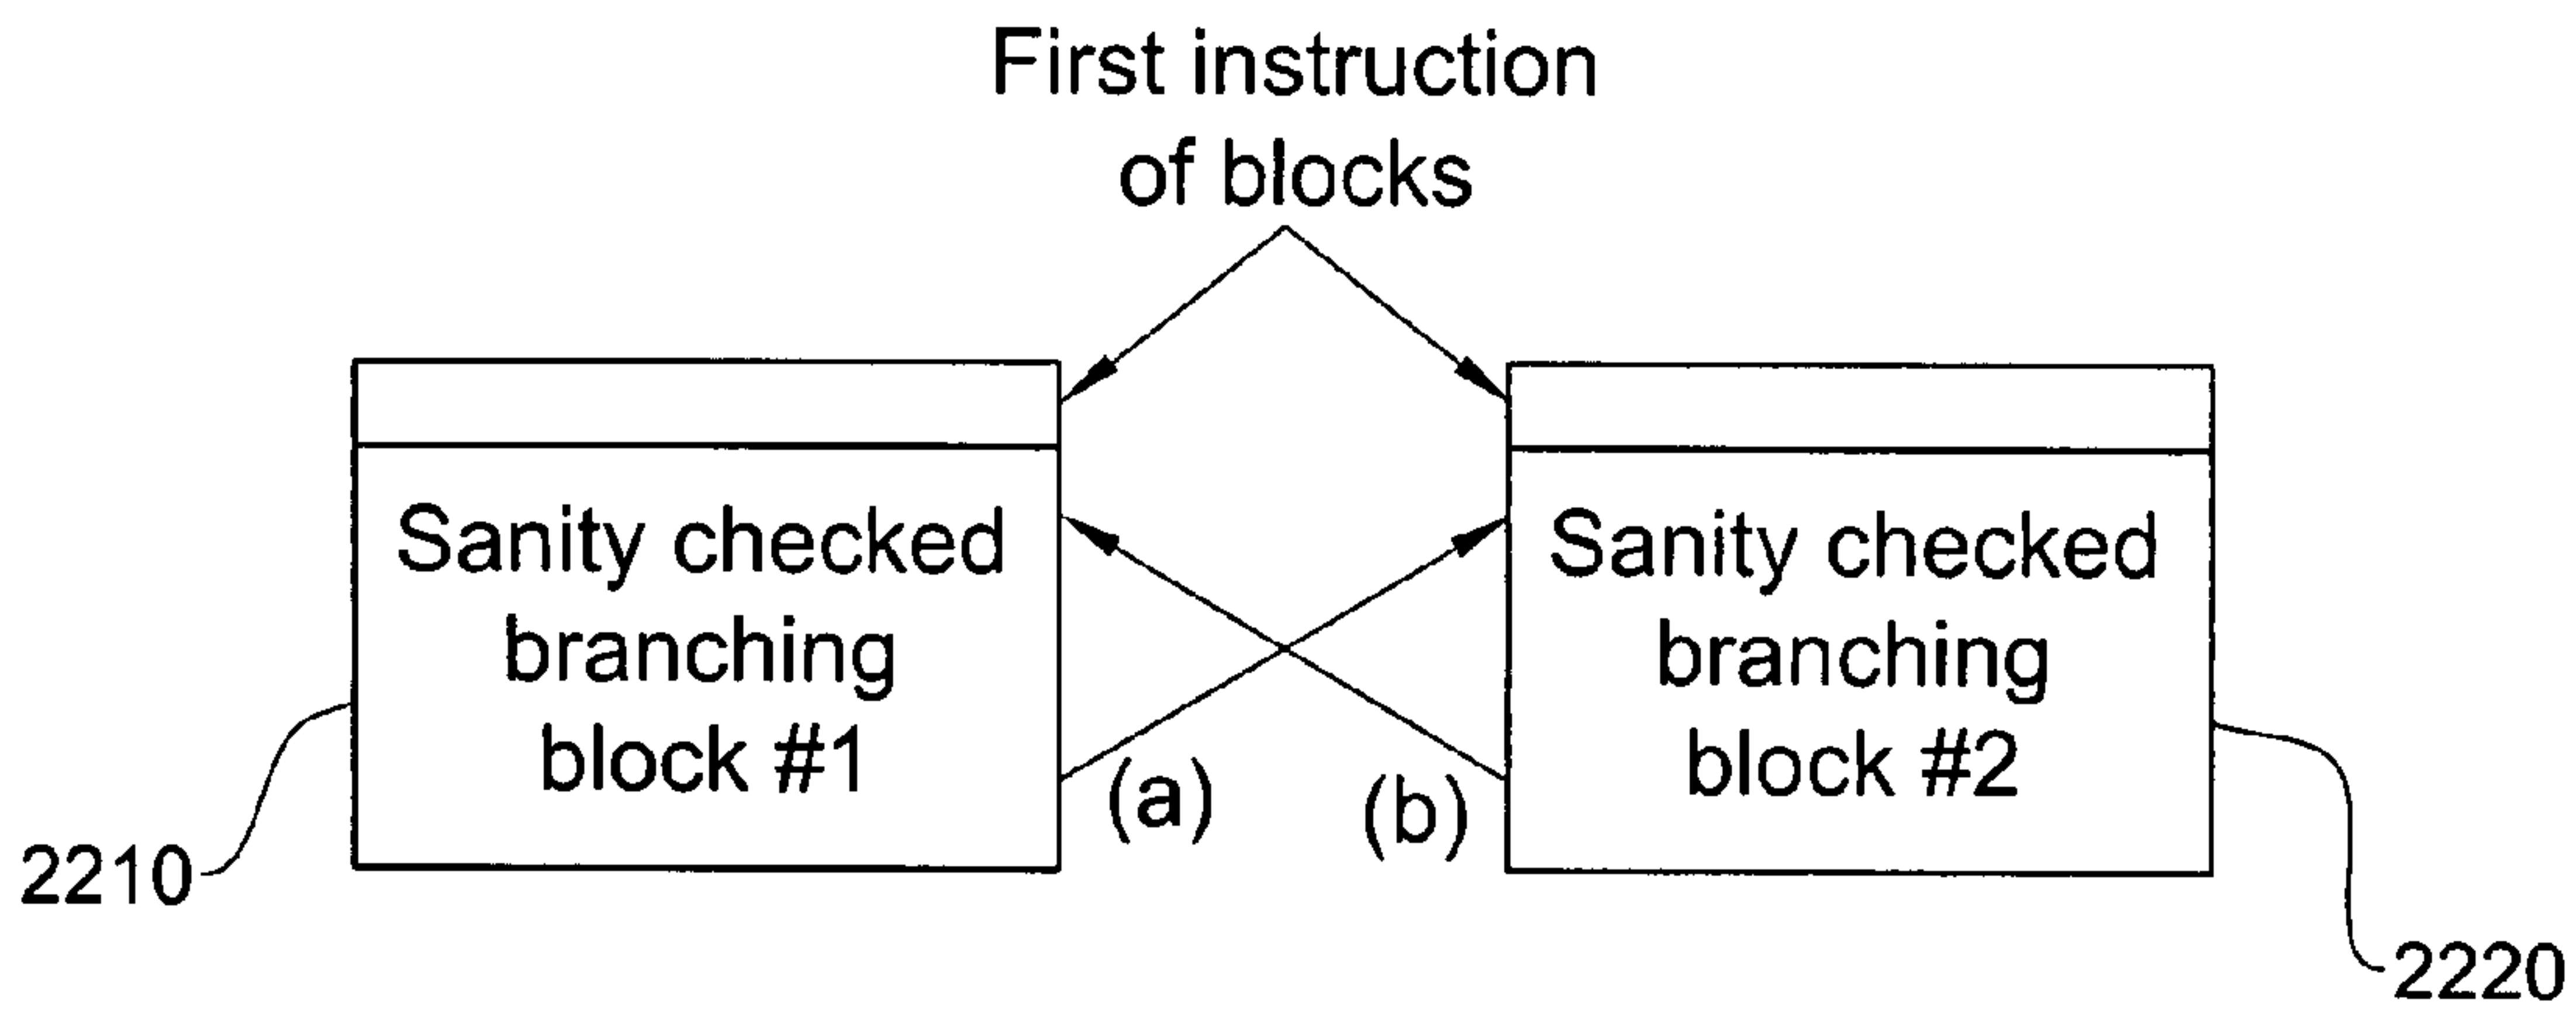 First instruction
of blocks
Sanity checked
branching
block #1
Sanity checked
branching
block #2
(a)
(b)
2210
2220